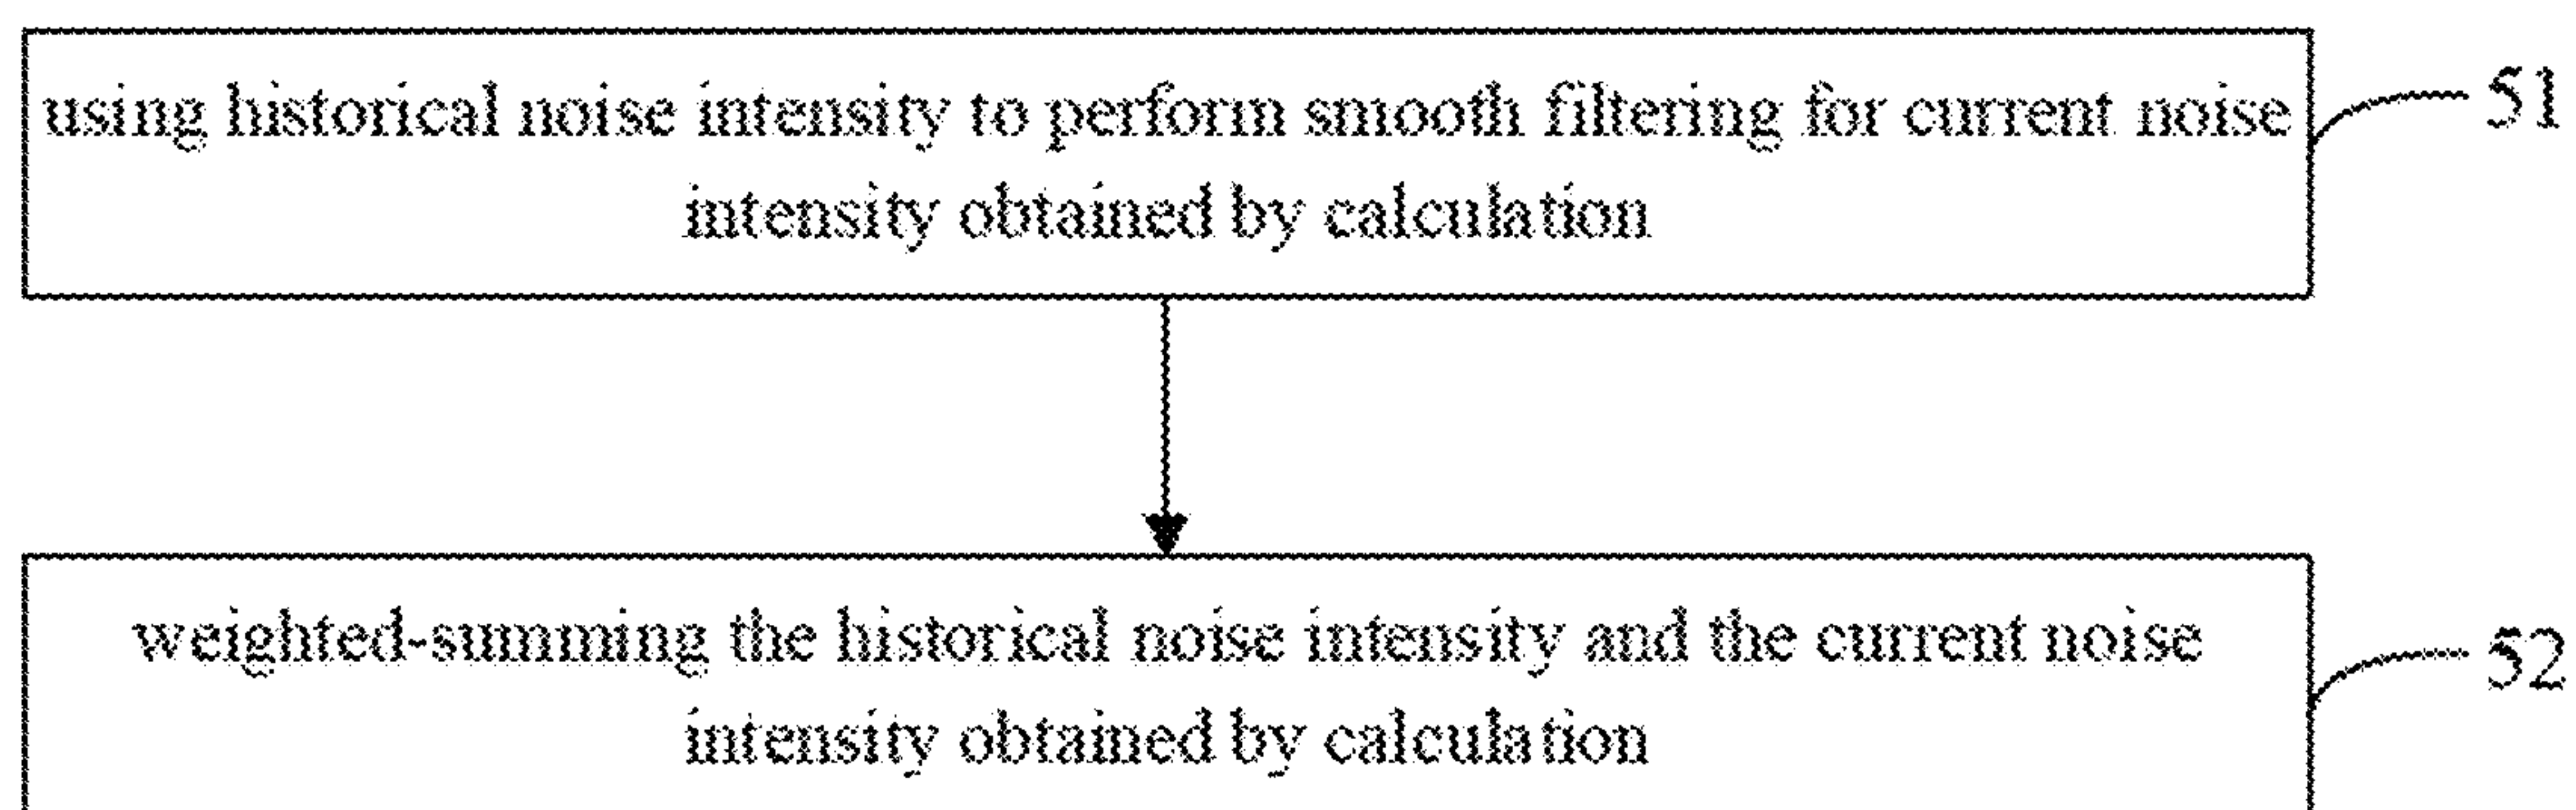 using historical noise intensity to perform smooth filtering for current noise
intensity obtained by calculation
51
weighted-summing the historical noise intensity and the current noise
intensity obtained by calculation
52